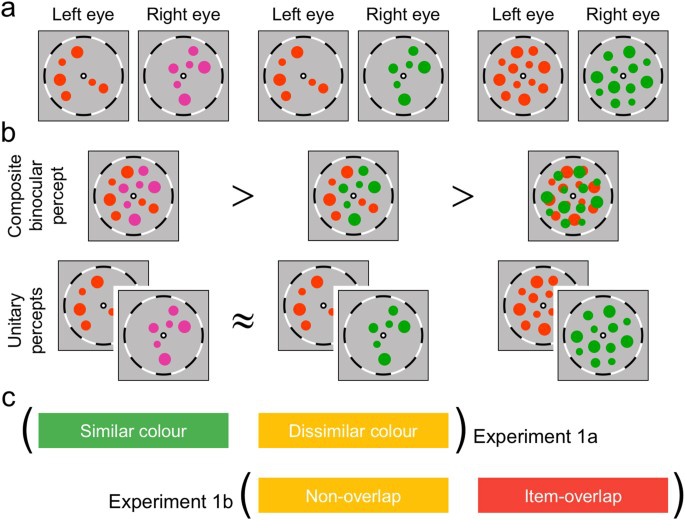 a
Left eye Right eye Left eye Right eye Left eye Right eye
b
Composite
binocular
percept
> >
Unitary
percepts
≈
c
( Similar colour Dissimilar colour ) Experiment 1a
Experiment 1b ( Non-overlap Item-overlap )